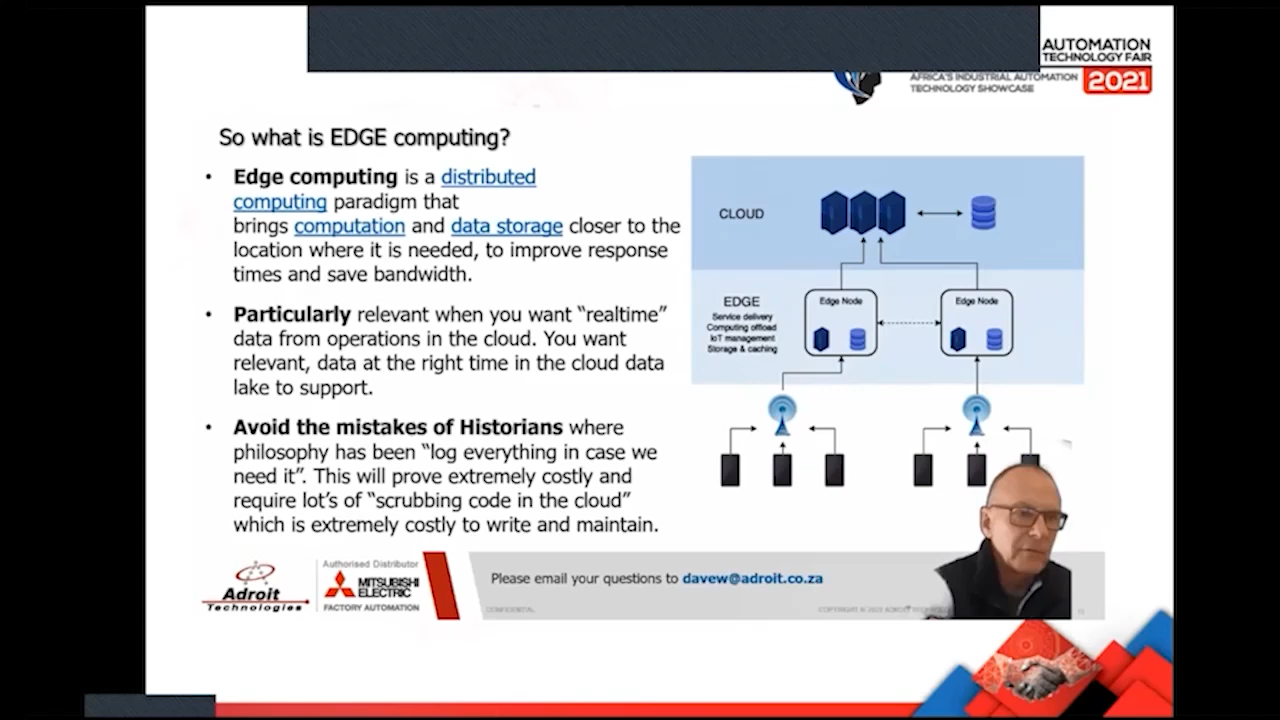 AUTOMATION
TECHNOLOGY FAIR
AFRICA'S INDUSTRIAL AUTOMATION
TECHNOLOGY SHOWCASE
2021
So what is EDGE computing?
• Edge computing is a distributed
computing paradigm that
brings computation and data storage closer to the
location where it is needed, to improve response
times and save bandwidth.
• Particularly relevant when you want “realtime”
data from operations in the cloud. You want
relevant, data at the right time in the cloud data
lake to support.
• Avoid the mistakes of Historians where
philosophy has been “log everything in case we
need it”. This will prove extremely costly and
require lot’s of “scrubbing code in the cloud”
which is extremely costly to write and maintain.
CLOUD
EDGE
Service delivery
Computing offload
IoT management
Storage & caching
Edge Node
Edge Node
Adroit
Technologies
Authorised Distributor
MITSUBISHI
ELECTRIC
FACTORY AUTOMATION
Please email your questions to davew@adroit.co.za
CONFIDENTIAL